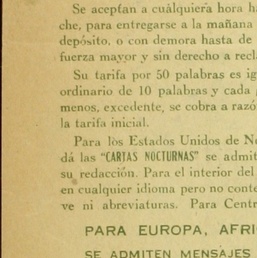 Se aceptan a cualquiera hora ha
che, para entregarse a la mañana
depósito, o con demora hasta de
fuerza mayor y sin derecho a recla
Su tarifa por 50 palabras es ig
ordinario de 10 palabras y cada
menos, excedente, se cobra a razó
la tarifa inicial.
Para los Estados Unidos de No
dá las "CARTAS NOCTURNAS" se admit
su redacción. Para el interior del
en cualquier idioma pero no conte
ve ni abreviaturas. Para Centr
PARA EUROPA, AFRI
SE ADMITEN MENSAJES